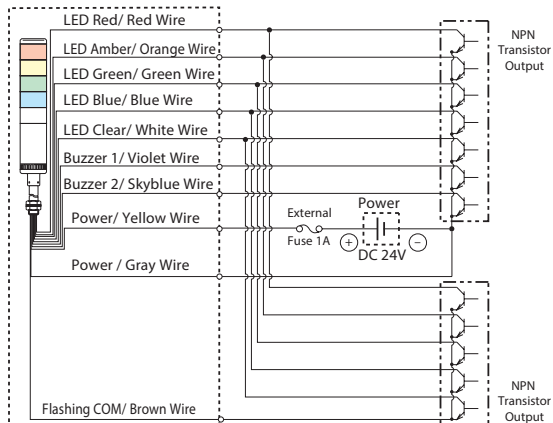 LED Red/ Red Wire
LED Amber/ Orange Wire
LED Green/ Green Wire
LED Blue/ Blue Wire
LED Clear/ White Wire
Buzzer 1/ Violet Wire
Buzzer 2/ Skyblue Wire
Power/ Yellow Wire
Power / Gray Wire
Flashing COM/ Brown Wire
External
Fuse 1A
Power
+
−
DC 24V
NPN
Transistor
Output
NPN
Transistor
Output